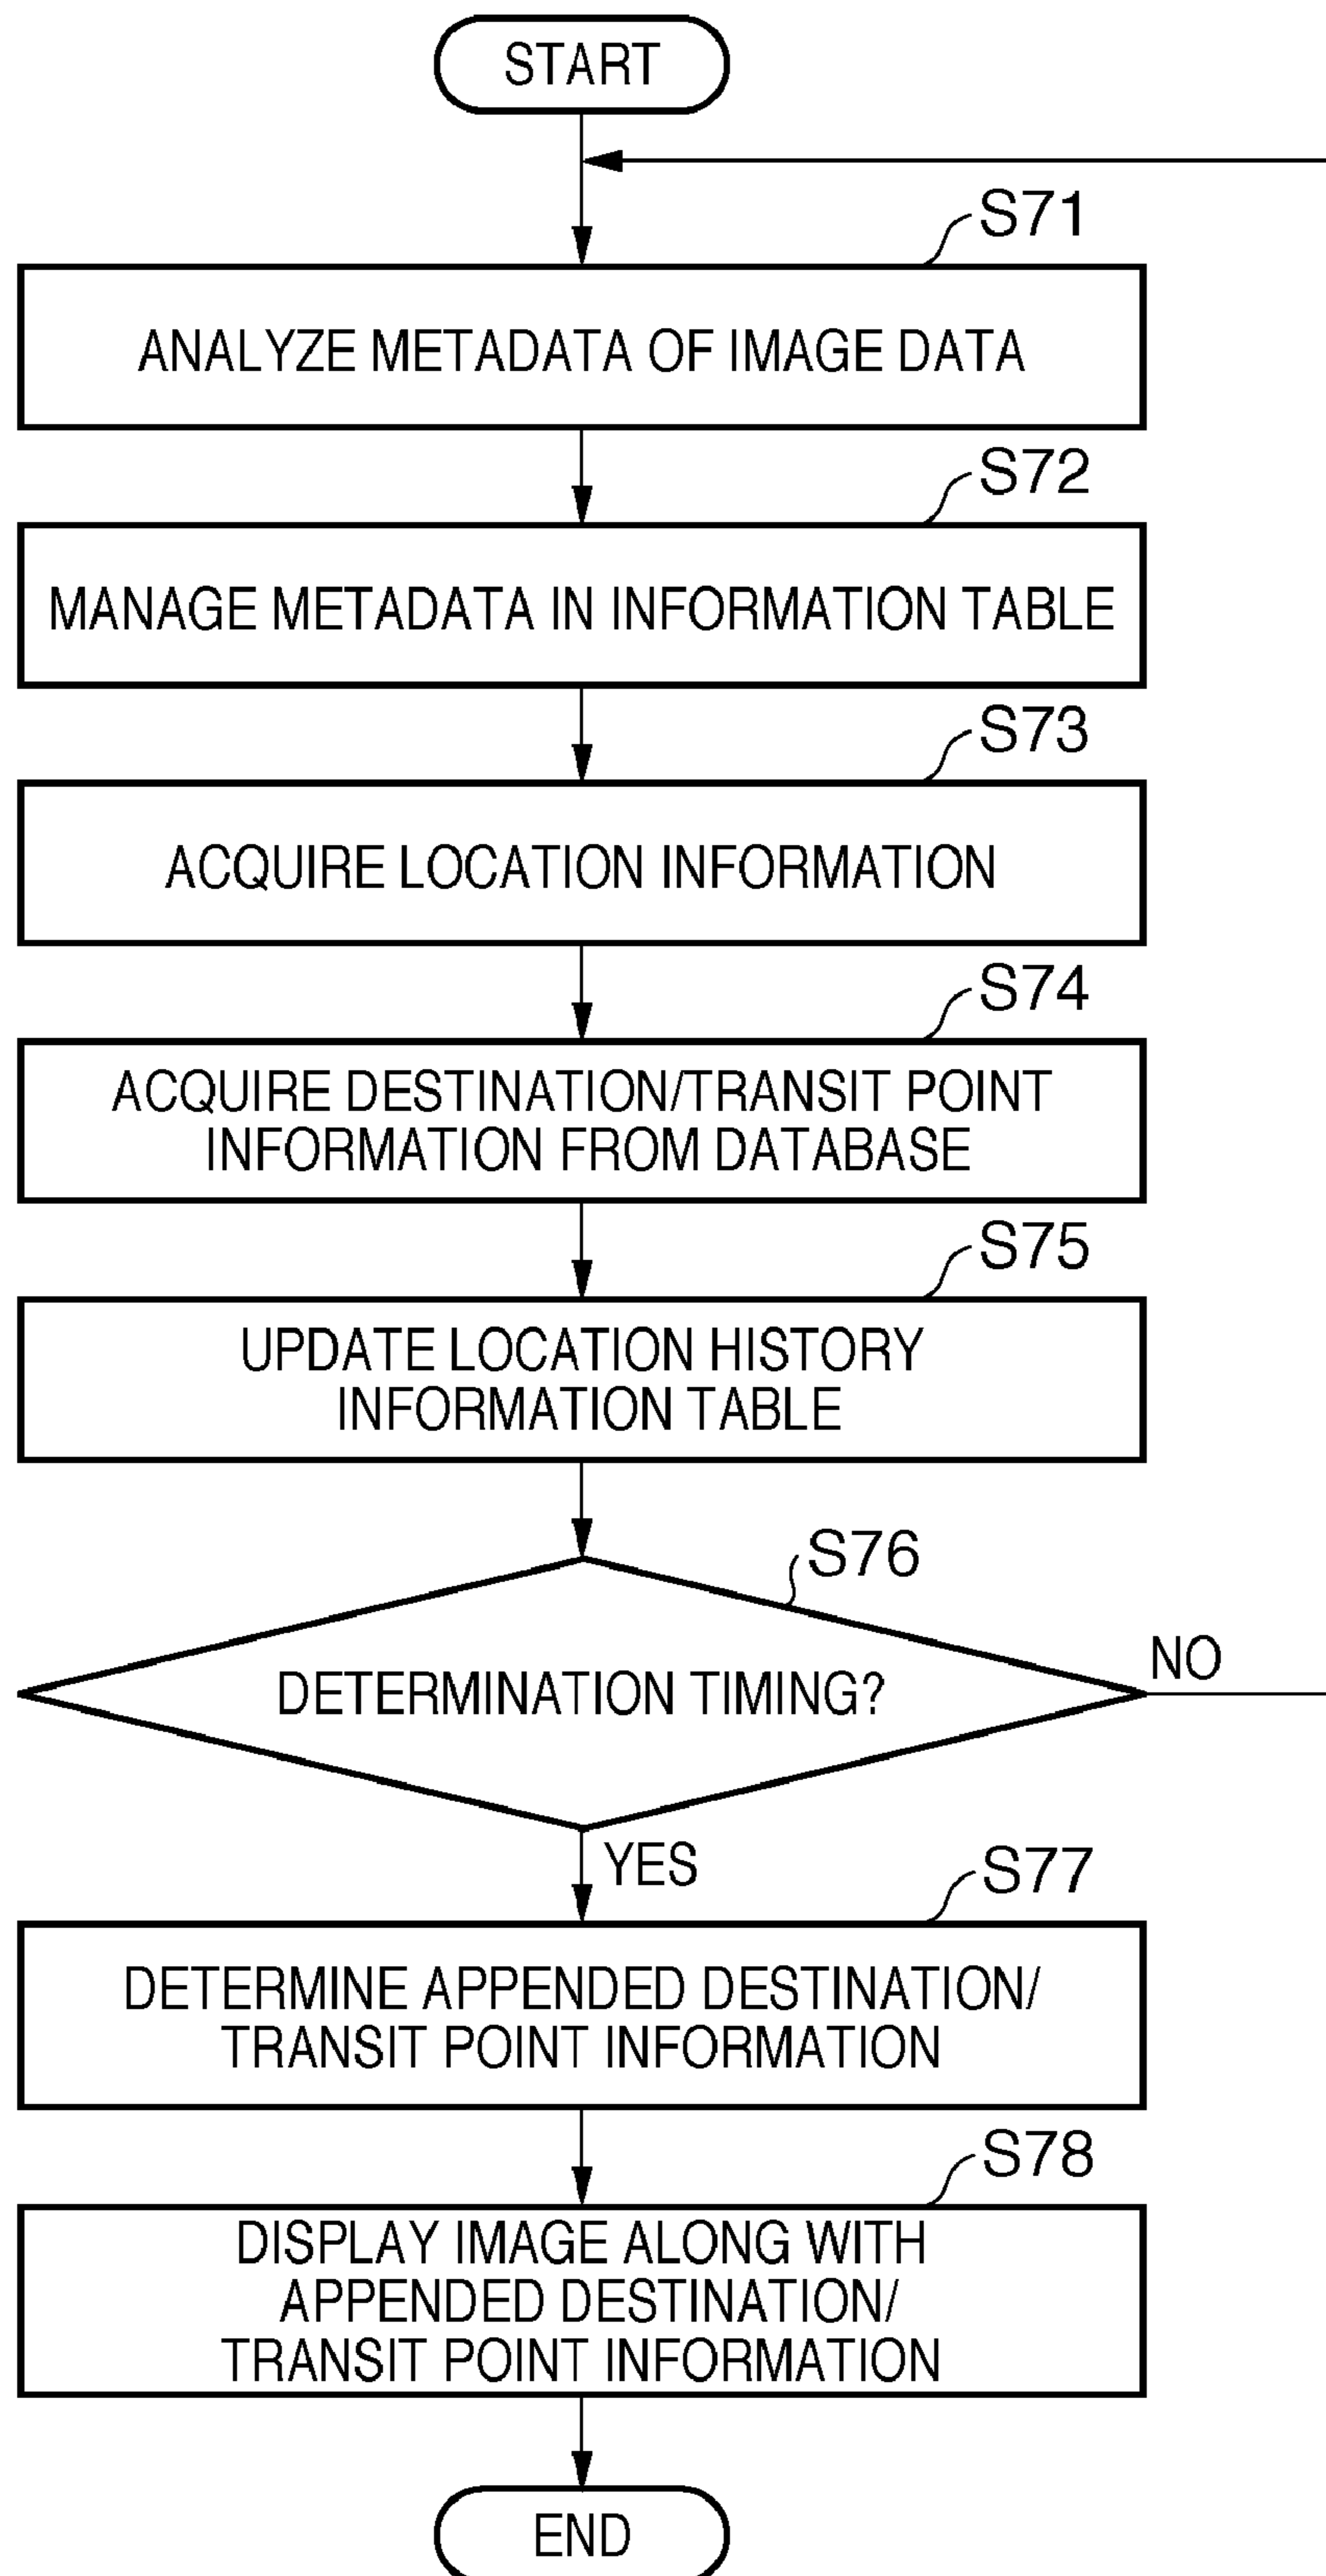 START
S71
ANALYZE METADATA OF IMAGE DATA
S72
MANAGE METADATA IN INFORMATION TABLE
S73
ACQUIRE LOCATION INFORMATION
S74
ACQUIRE DESTINATION/TRANSIT POINT
INFORMATION FROM DATABASE
S75
UPDATE LOCATION HISTORY
INFORMATION TABLE
S76
DETERMINATION TIMING?
NO
YES
S77
DETERMINE APPENDED DESTINATION/
TRANSIT POINT INFORMATION
S78
DISPLAY IMAGE ALONG WITH
APPENDED DESTINATION/
TRANSIT POINT INFORMATION
END